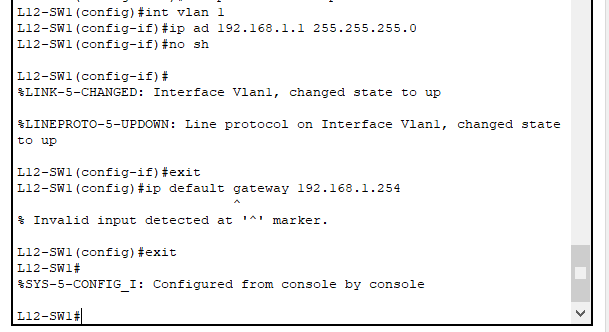 L12-SW1(config)#int vlan 1
L12-SW1(config-if)#ip ad 192.168.1.1 255.255.255.0
L12-SW1(config-if)#no sh
L12-SW1(config-if)#
%LINK-5-CHANGED: Interface Vlan1, changed state to up
%LINEPROTO-5-UPDOWN: Line protocol on Interface Vlan1, changed state
to up
L12-SW1(config-if)#exit
L12-SW1(config)#ip default gateway 192.168.1.254
^
% Invalid input detected at '^' marker.
L12-SW1(config)#exit
L12-SW1#
%SYS-5-CONFIG_I: Configured from console by console
L12-SW1#